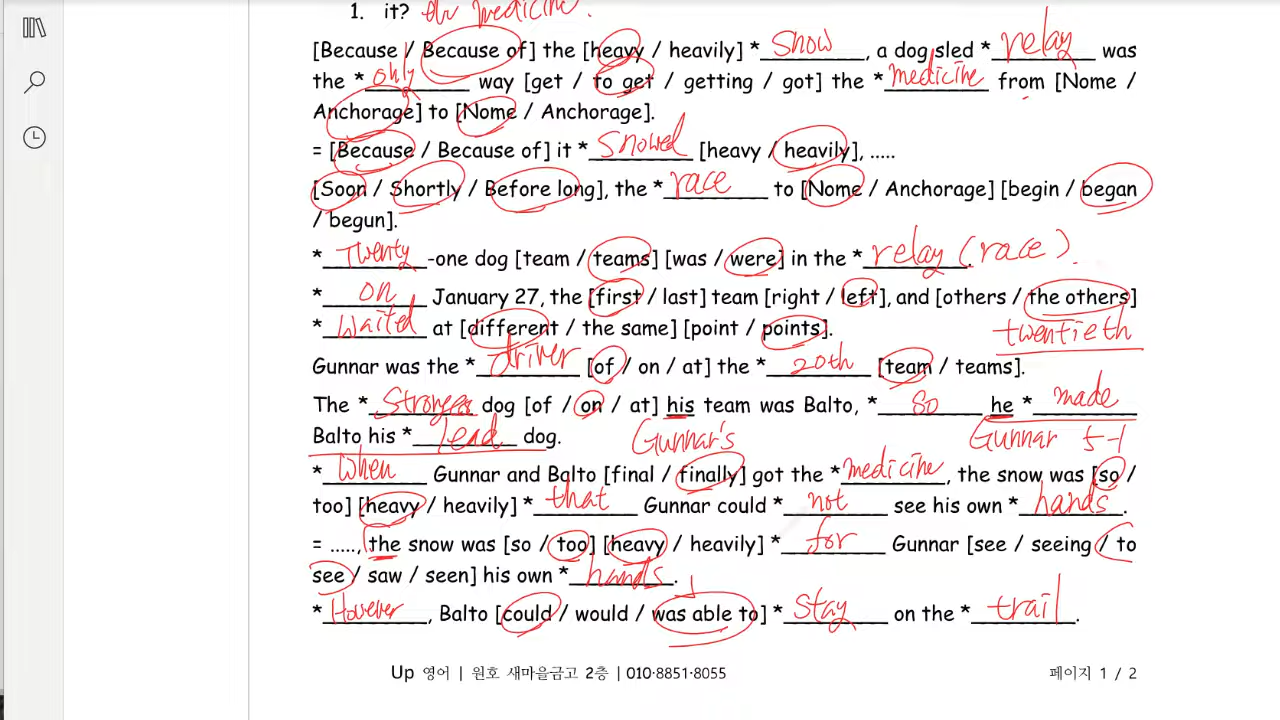 1. it? the medicine.
[Because / Because of] the [heavy / heavily] * snow, a dog sled * relay was
the * only way [get / to get / getting / got] the * medicine from [Nome /
Anchorage] to [Nome / Anchorage].
= [Because / Because of] it * snowed [heavy / heavily], .....
[Soon / Shortly / Before long], the * race to [Nome / Anchorage] [begin / began
/ begun].
* Twenty-one dog [team / teams] [was / were] in the * relay (race).
* on January 27, the [first / last] team [right / left], and [others / the others]
* waited at [different / the same] [point / points]. twentieth
Gunnar was the * driver [of / on / at] the * 20th [team / teams].
The * strongest dog [of / on / at] his team was Balto, * so he * made
Balto his * lead dog. Gunnar's Gunnar 5-1
* When Gunnar and Balto [final / finally] got the * medicine, the snow was [so /
too] [heavy / heavily] * that Gunnar could * not see his own * hands.
= ....., the snow was [so / too] [heavy / heavily] * for Gunnar [see / seeing / to
see / saw / seen] his own * hands.
* However, Balto [could / would / was able to] * stay on the * trail.
Up 영어 | 원호 새마을금고 2층 | 010·8851·8055 페이지 1 / 2